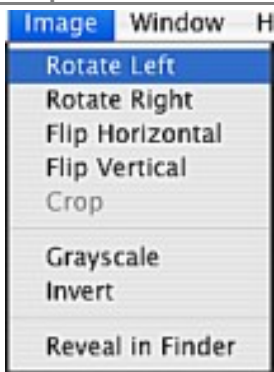 Image Window H
Rotate Left
Rotate Right
Flip Horizontal
Flip Vertical
Crop
Grayscale
Invert
Reveal in Finder